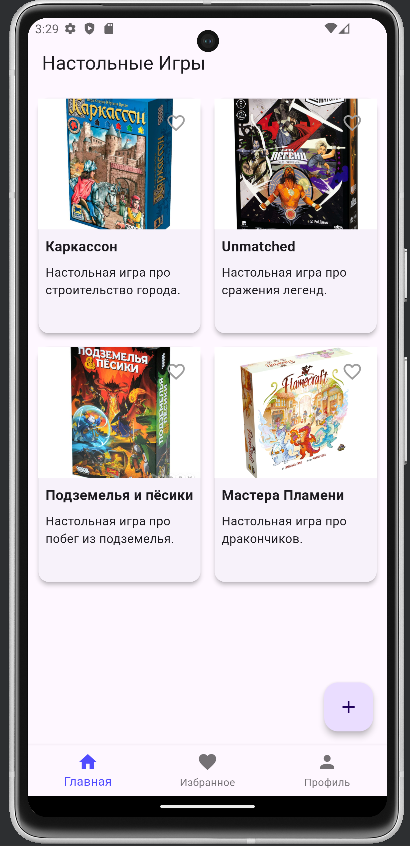 3:29
Настольные Игры
Каркассон
ЛЕГЕНД
Каркассон
Unmatched
Настольная игра про
строительство города.
Настольная игра про
сражения легенд.
ПОДЗЕМЕЛЬЯ
ПЁСИКИ
Flamecraft
Подземелья и пёсики
Мастера Пламени
Настольная игра про
побег из подземелья.
Настольная игра про
дракончиков.
+
Главная
Избранное
Профиль